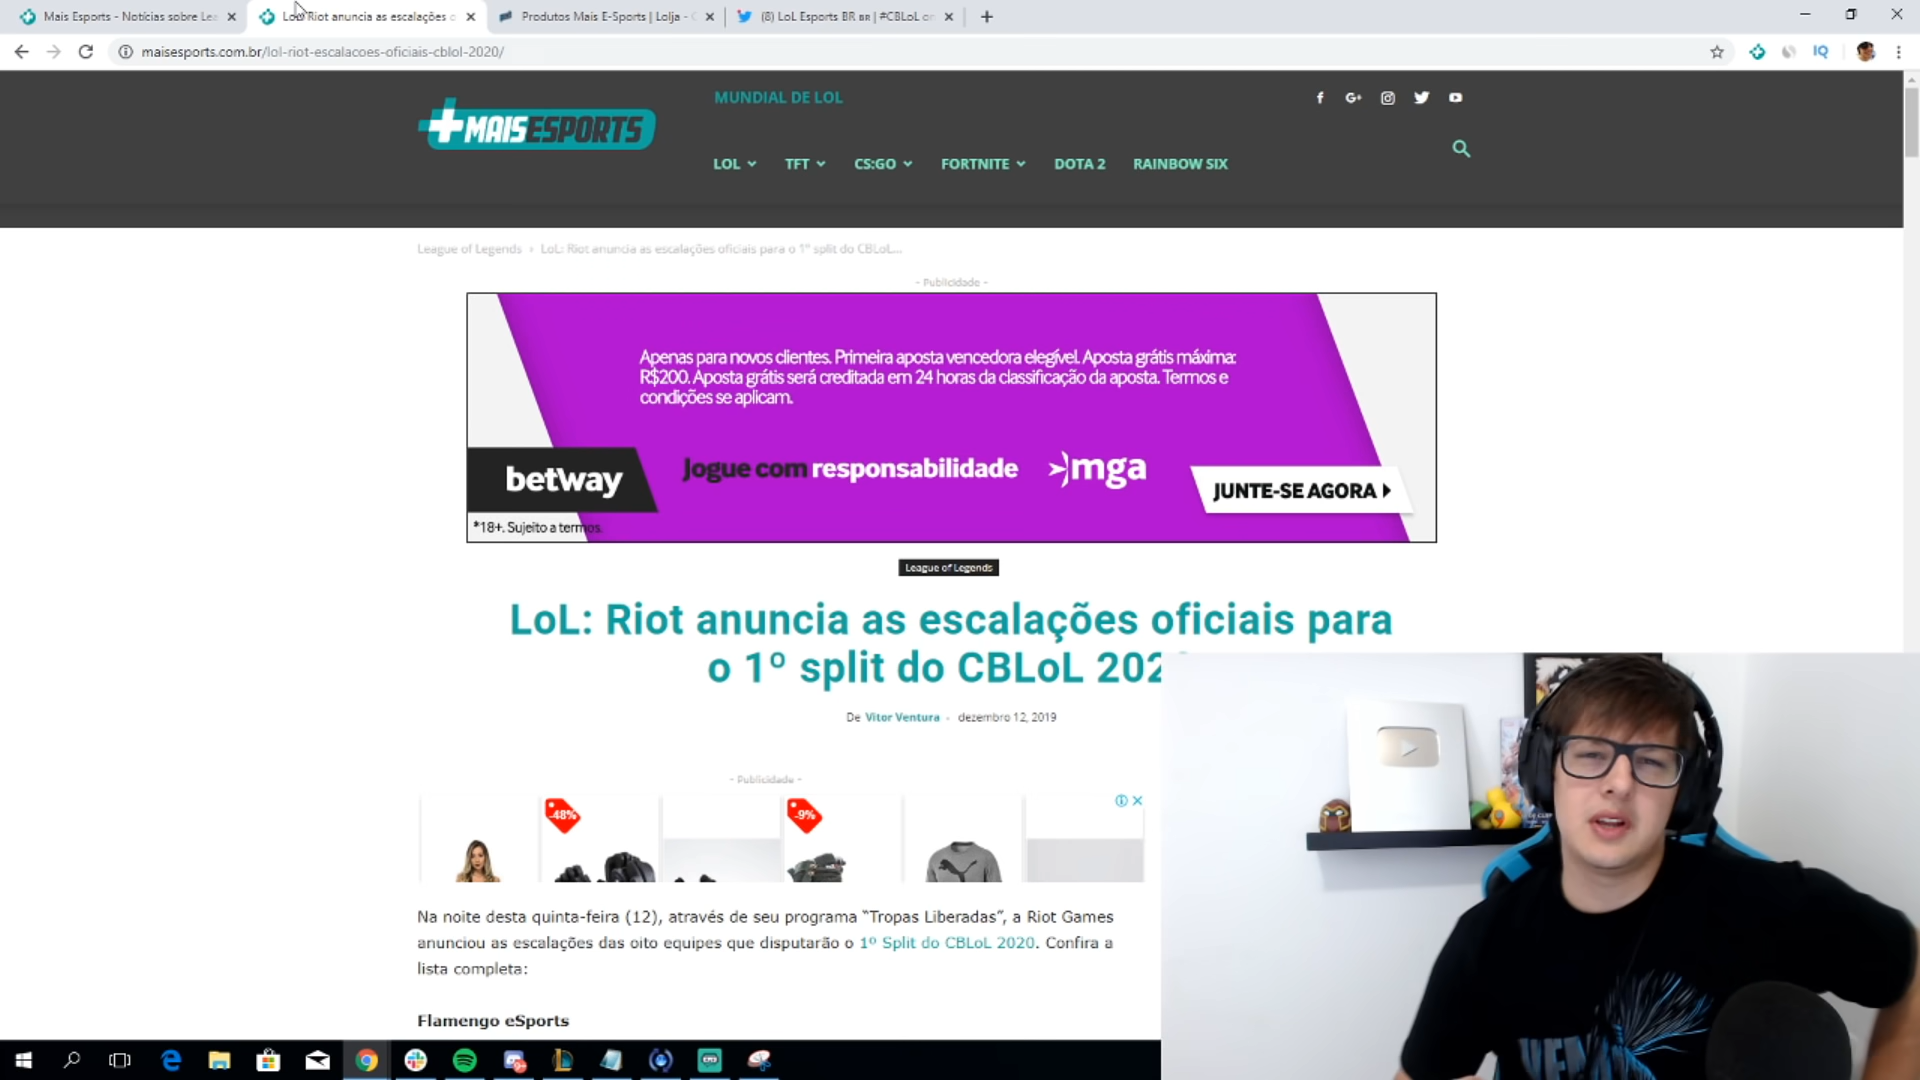 Mais Esports - Notícias sobre Lea
LoL: Riot anuncia as escalações o
Produtos Mais E-Sports | Lolja - G
(8) LoL Esports BR BR | #CBLoL on
maisesports.com.br/lol-riot-escalacoes-oficiais-cblol-2020/
IQ
MUNDIAL DE LOL
MAISESPORTS
LOL TFT CS:GO FORTNITE DOTA 2 RAINBOW SIX
League of Legends › LoL: Riot anuncia as escalações oficiais para o 1º split do CBLoL...
- Publicidade -
Apenas para novos clientes. Primeira aposta vencedora elegível. Aposta grátis máxima:
R$200. Aposta grátis será creditada em 24 horas da classificação da aposta. Termos e
condições se aplicam.
betway
Jogue com responsabilidade
mga
JUNTE-SE AGORA
*18+. Sujeito a termos.
League of Legends
LoL: Riot anuncia as escalações oficiais para
o 1º split do CBLoL 202
De Vitor Ventura - dezembro 12, 2019
- Publicidade -
-48%
-9%
Na noite desta quinta-feira (12), através de seu programa “Tropas Liberadas”, a Riot Games
anunciou as escalações das oito equipes que disputarão o 1º Split do CBLoL 2020. Confira a
lista completa:
Flamengo eSports